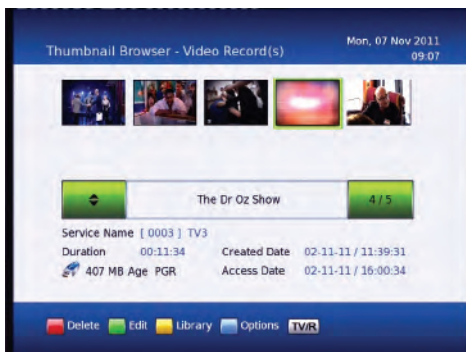 Thumbnail Browser - Video Record(s)
Mon, 07 Nov 2011
09:07
The Dr Oz Show
4 / 5
Service Name [ 0003 ] TV3
Duration 00:11:34 Created Date 02-11-11 / 11:39:31
407 MB Age PGR Access Date 02-11-11 / 16:00:34
Delete Edit Library Options TV/R